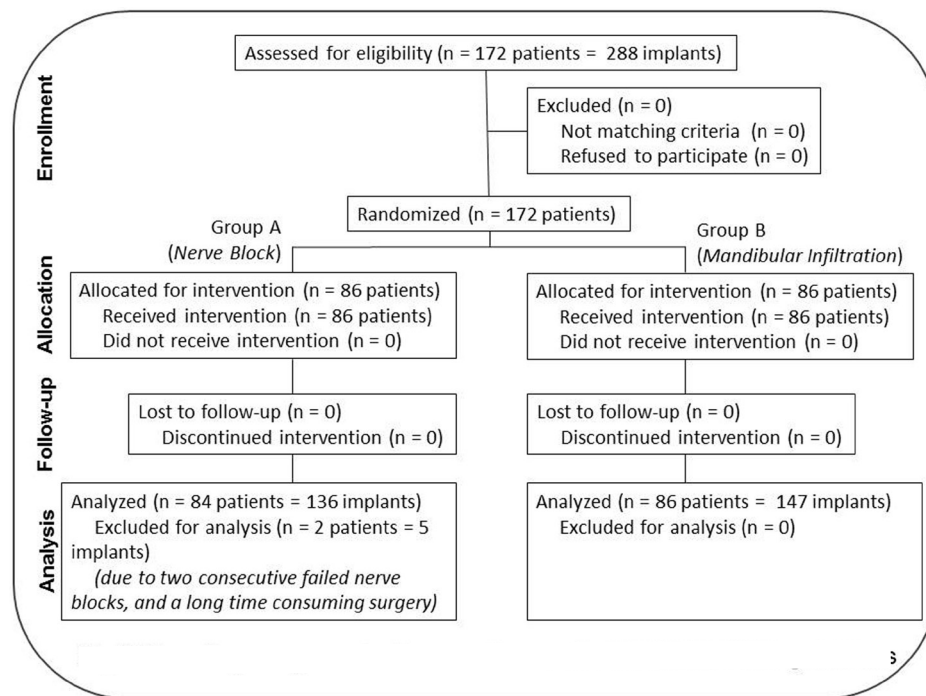 Enrollment
Assessed for eligibility (n = 172 patients = 288 implants)
Excluded (n = 0)
Not matching criteria (n = 0)
Refused to participate (n = 0)
Randomized (n = 172 patients)
Group A
(Nerve Block)
Group B
(Mandibular Infiltration)
Allocation
Allocated for intervention (n = 86 patients)
Received intervention (n = 86 patients)
Did not receive intervention (n = 0)
Allocated for intervention (n = 86 patients)
Received intervention (n = 86 patients)
Did not receive intervention (n = 0)
Follow-up
Lost to follow-up (n = 0)
Discontinued intervention (n = 0)
Lost to follow-up (n = 0)
Discontinued intervention (n = 0)
Analysis
Analyzed (n = 84 patients = 136 implants)
Excluded for analysis (n = 2 patients = 5
implants)
(due to two consecutive failed nerve
blocks, and a long time consuming surgery)
Analyzed (n = 86 patients = 147 implants)
Excluded for analysis (n = 0)